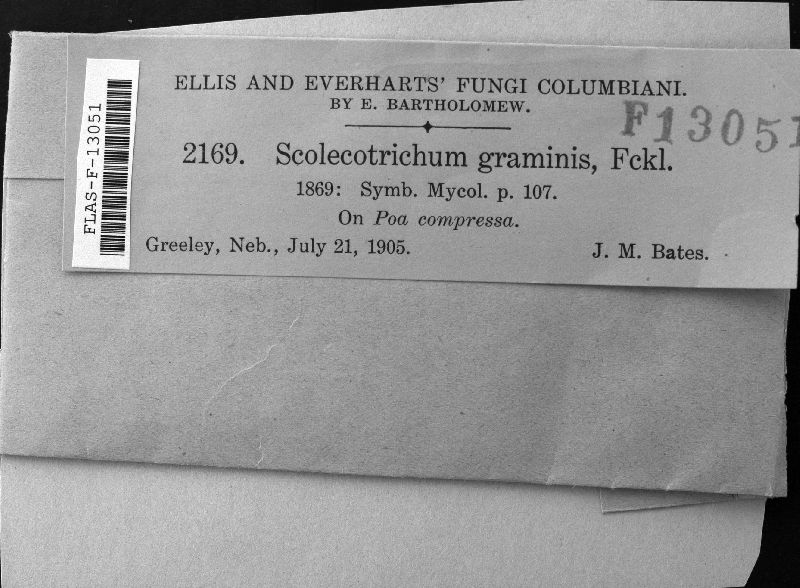 ELLIS AND EVERHARTS' FUNGI COLUMBIANI.
BY E. BARTHOLOMEW.
F13051
2169. Scolecotrichum graminis, Fckl.
1869: Symb. Mycol. p. 107.
On Poa compressa.
Greeley, Neb., July 21, 1905. J. M. Bates.
FLAS-F-13051